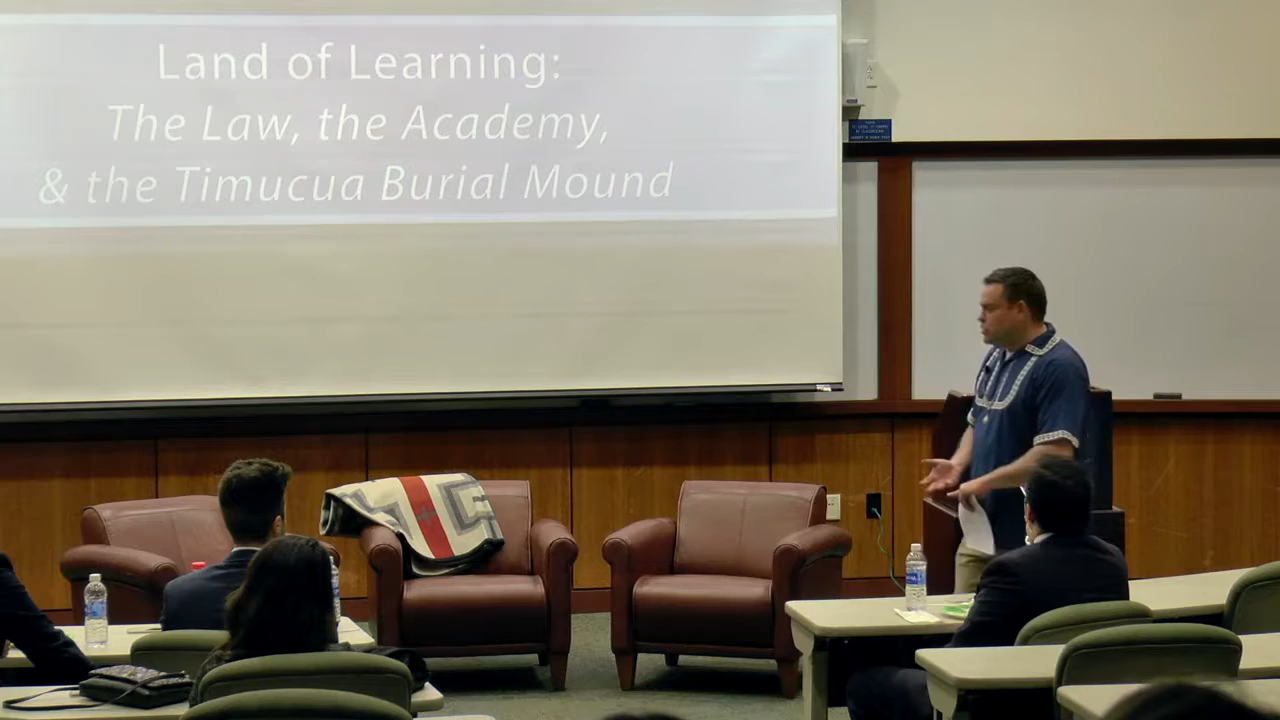 Land of Learning:
The Law, the Academy,
& the Timucua Burial Mound